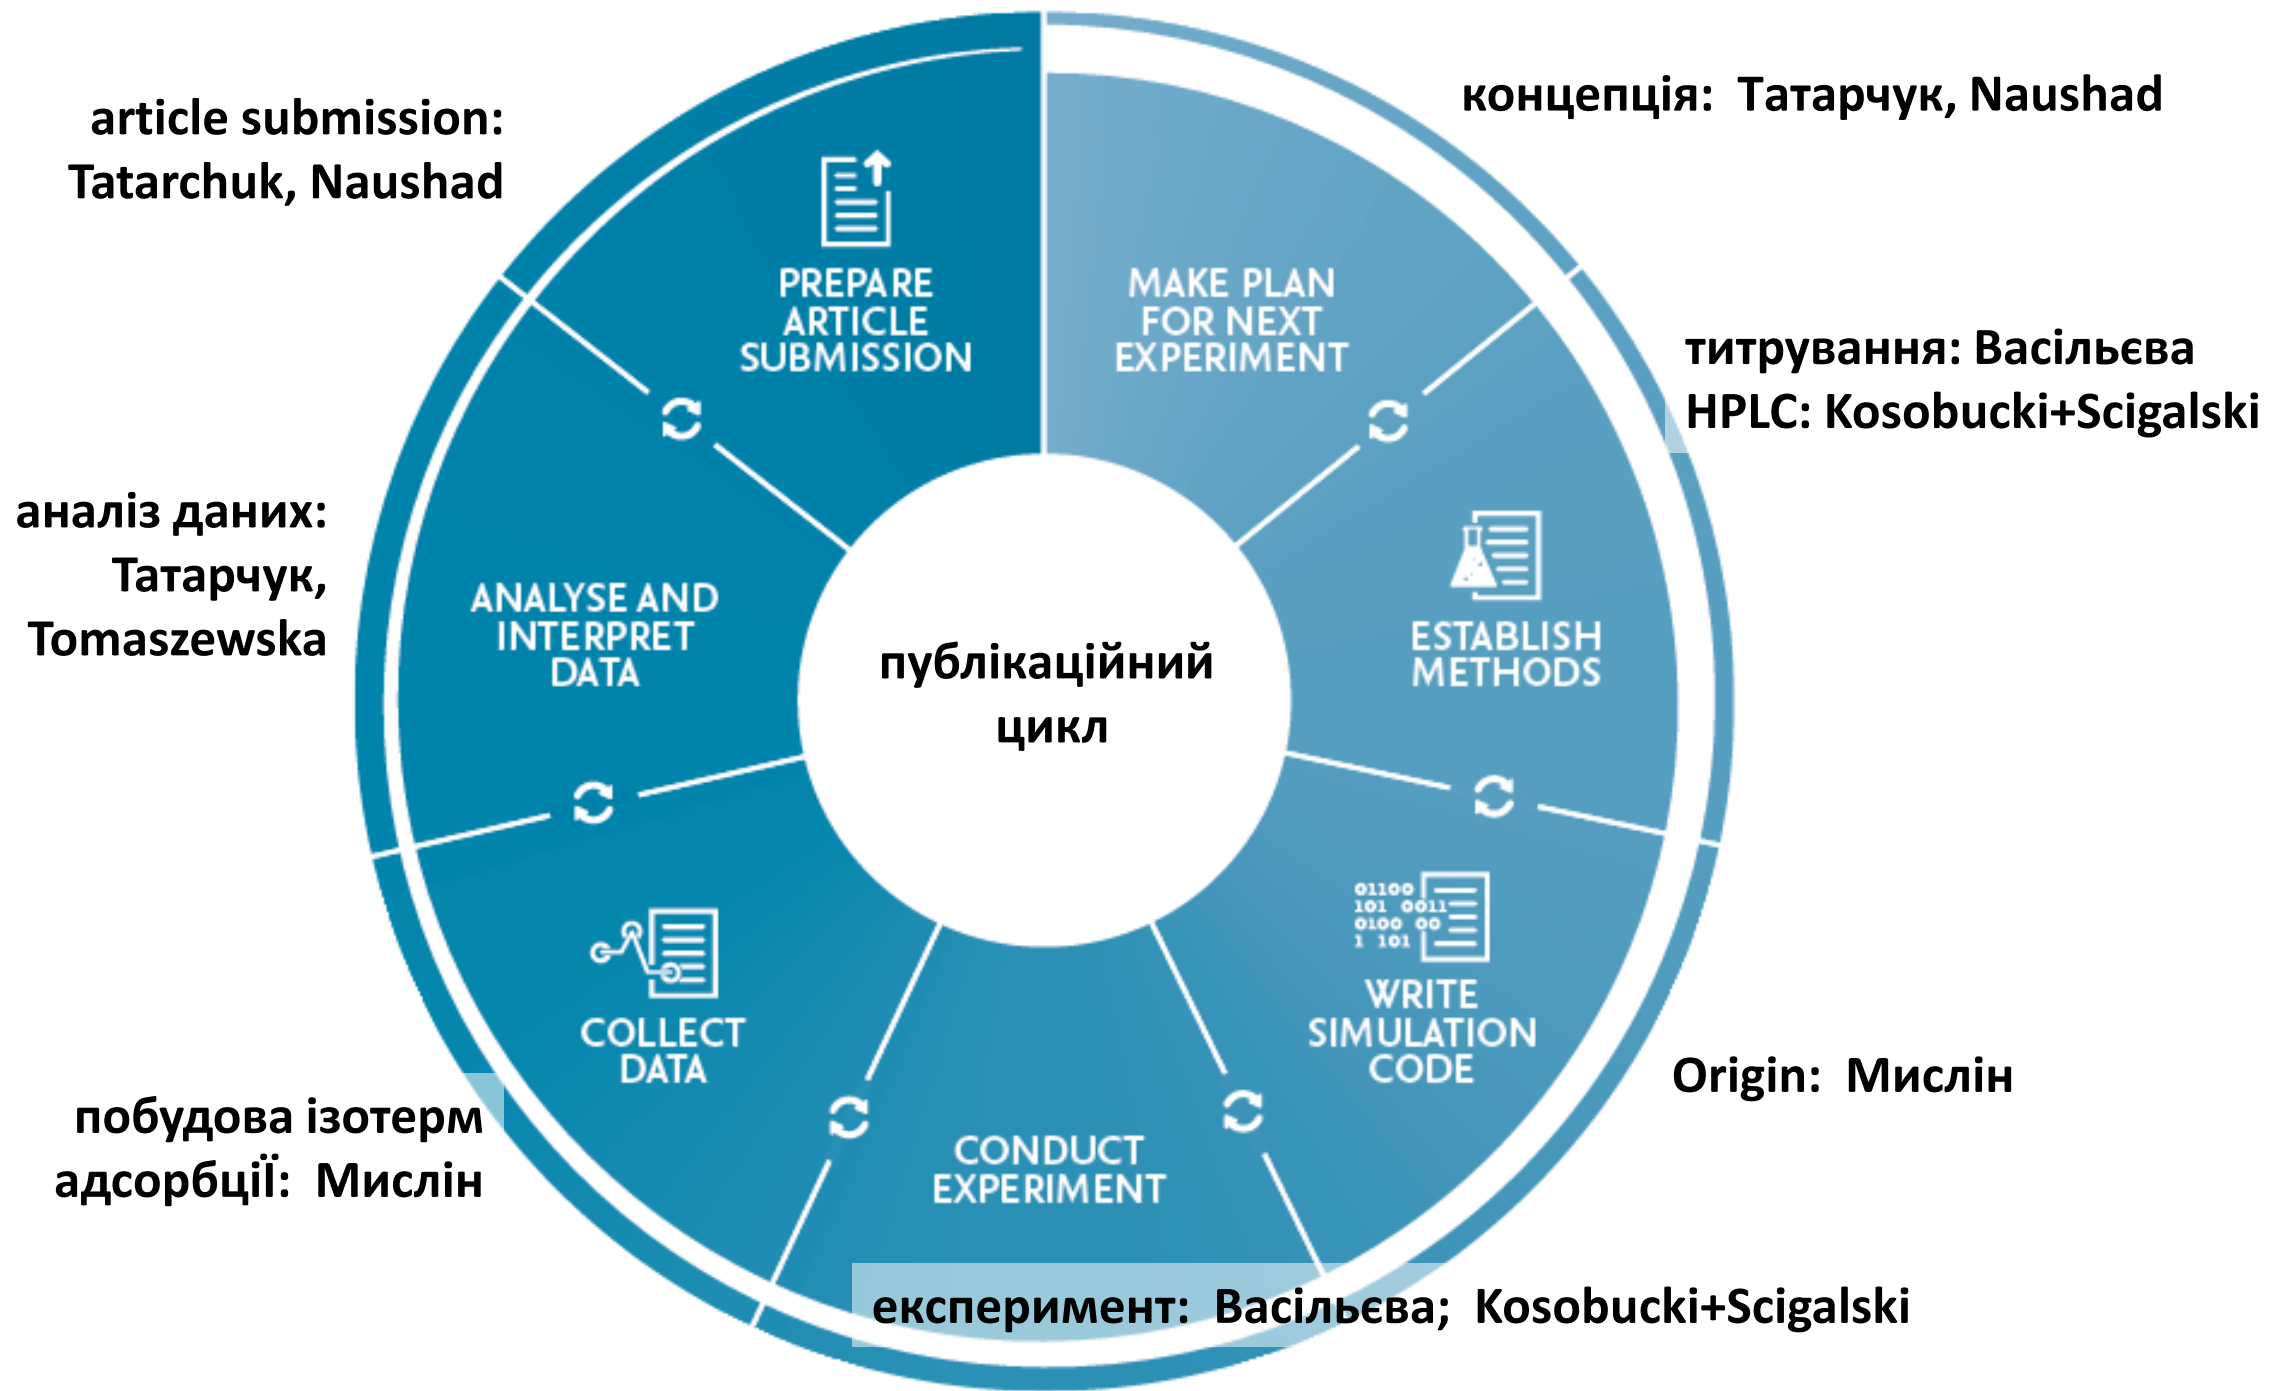 article submission:
Tatarchuk, Naushad
концепція: Татарчук, Naushad
PREPARE
ARTICLE
SUBMISSION
MAKE PLAN
FOR NEXT
EXPERIMENT
титрування: Васільєва
HPLC: Kosobucki+Scigalski
аналіз даних:
Татарчук,
Tomaszewska
ANALYSE AND
INTERPRET
DATA
публікаційний
цикл
ESTABLISH
METHODS
01100
101 0011
0100 00
1 101
WRITE
SIMULATION
CODE
COLLECT
DATA
Origin: Мислін
побудова ізотерм
адсорбціЇ: Мислін
CONDUCT
EXPERIMENT
експеримент: Васільєва; Kosobucki+Scigalski